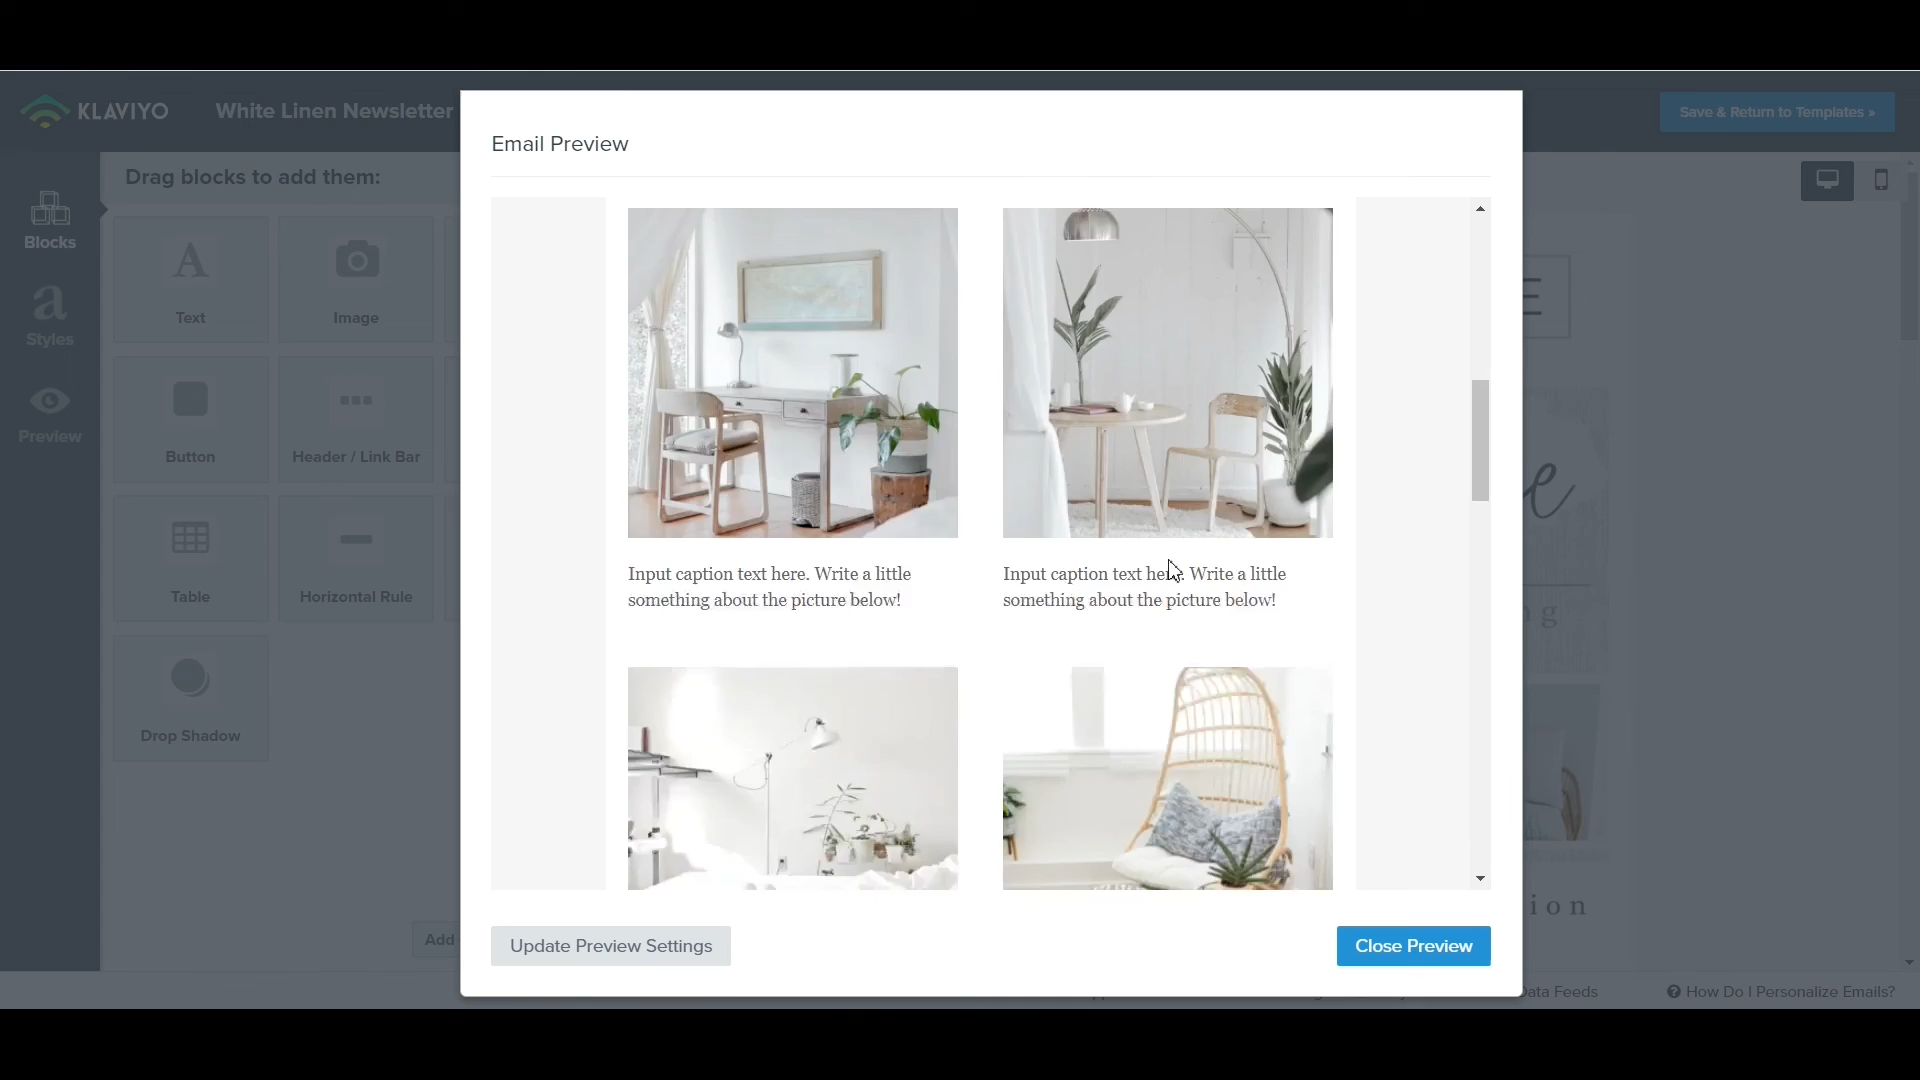 KLAVIYO
White Linen Newsletter
Save & Return to Templates »
Email Preview
Drag blocks to add them:
Blocks
Styles
Preview
Text
Image
Button
Header / Link Bar
Table
Horizontal Rule
Drop Shadow
Add
Input caption text here. Write a little
something about the picture below!
Input caption text here. Write a little
something about the picture below!
Update Preview Settings
Close Preview
Data Feeds
How Do I Personalize Emails?